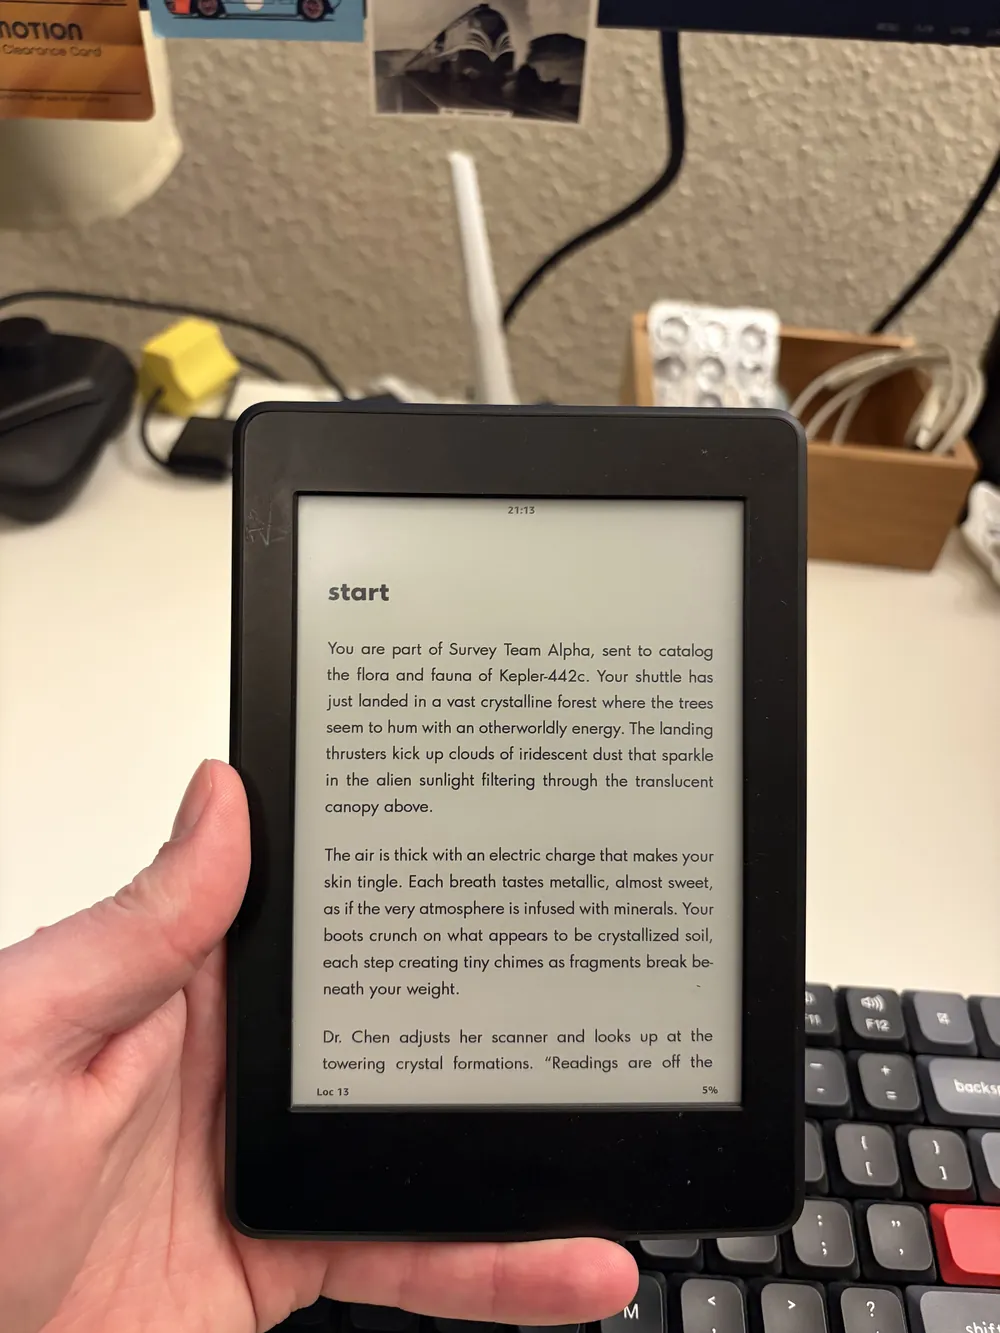 MOTION
Clearance Card
21:13
start
You are part of Survey Team Alpha, sent to catalog
the flora and fauna of Kepler-442c. Your shuttle has
just landed in a vast crystalline forest where the trees
seem to hum with an otherworldly energy. The landing
thrusters kick up clouds of iridescent dust that sparkle
in the alien sunlight filtering through the translucent
canopy above.
The air is thick with an electric charge that makes your
skin tingle. Each breath tastes metallic, almost sweet,
as if the very atmosphere is infused with minerals. Your
boots crunch on what appears to be crystallized soil,
each step creating tiny chimes as fragments break be-
neath your weight.
Dr. Chen adjusts her scanner and looks up at the
towering crystal formations. “Readings are off the
Loc 13
5%
F11
F12
- 
+
=
backs
{
[
}
]
:
;
"
'
M
<
,
>
.
?
/
shift